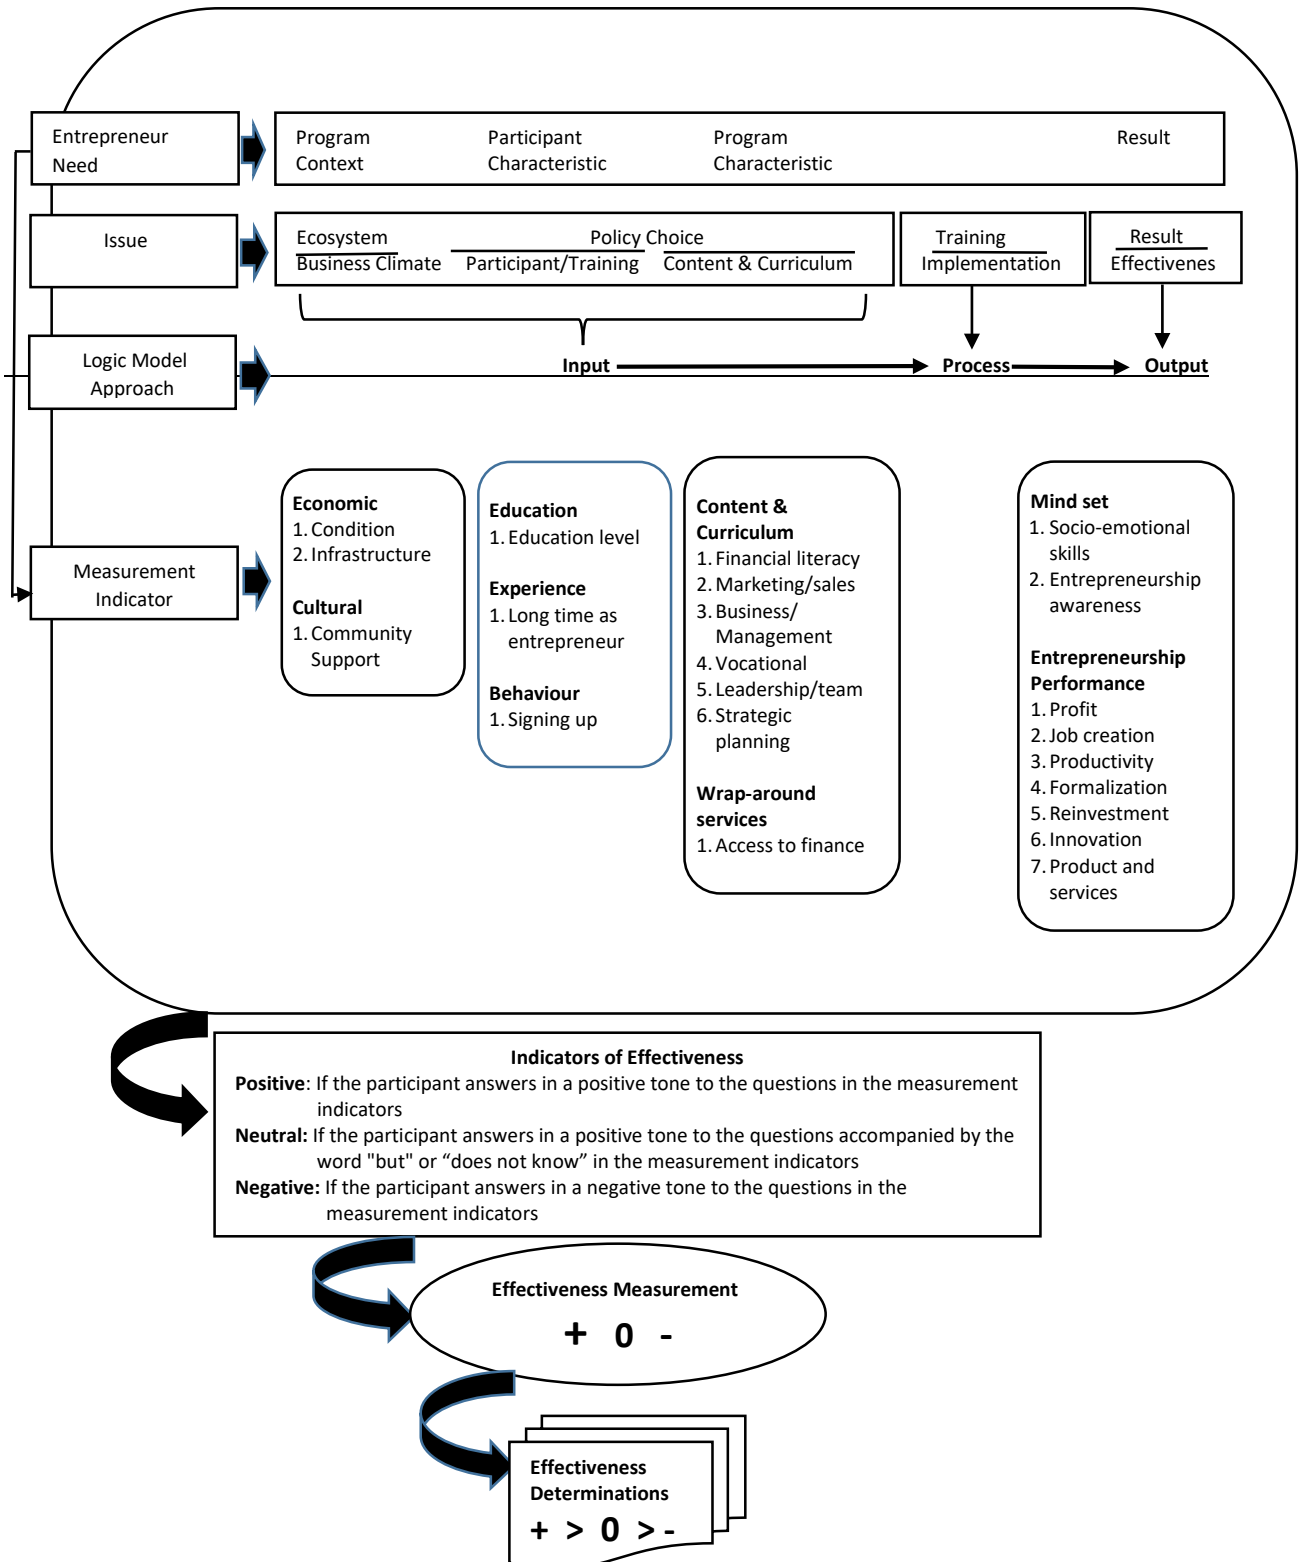 Entrepreneur
Need
Program
Context
Participant
Characteristic
Program
Characteristic
Result
Issue
Ecosystem
Business Climate
Policy Choice
Participant/Training
Content & Curriculum
Training
Implementation
Result
Effectivenes
Logic Model
Approach
Input
Process
Output
Measurement
Indicator
Economic
1. Condition
2. Infrastructure
Cultural
1. Community
Support
Education
1. Education level
Experience
1. Long time as
entrepreneur
Behaviour
1. Signing up
Content &
Curriculum
1. Financial literacy
2. Marketing/sales
3. Business/
Management
4. Vocational
5. Leadership/team
6. Strategic
planning
Wrap-around
services
1. Access to finance
Mind set
1. Socio-emotional
skills
2. Entrepreneurship
awareness
Entrepreneurship
Performance
1. Profit
2. Job creation
3. Productivity
4. Formalization
5. Reinvestment
6. Innovation
7. Product and
services
Indicators of Effectiveness
Positive: If the participant answers in a positive tone to the questions in the measurement
indicators
Neutral: If the participant answers in a positive tone to the questions accompanied by the
word "but" or “does not know” in the measurement indicators
Negative: If the participant answers in a negative tone to the questions in the
measurement indicators
Effectiveness Measurement
+ 0 -
Effectiveness
Determinations
+ > 0 > -